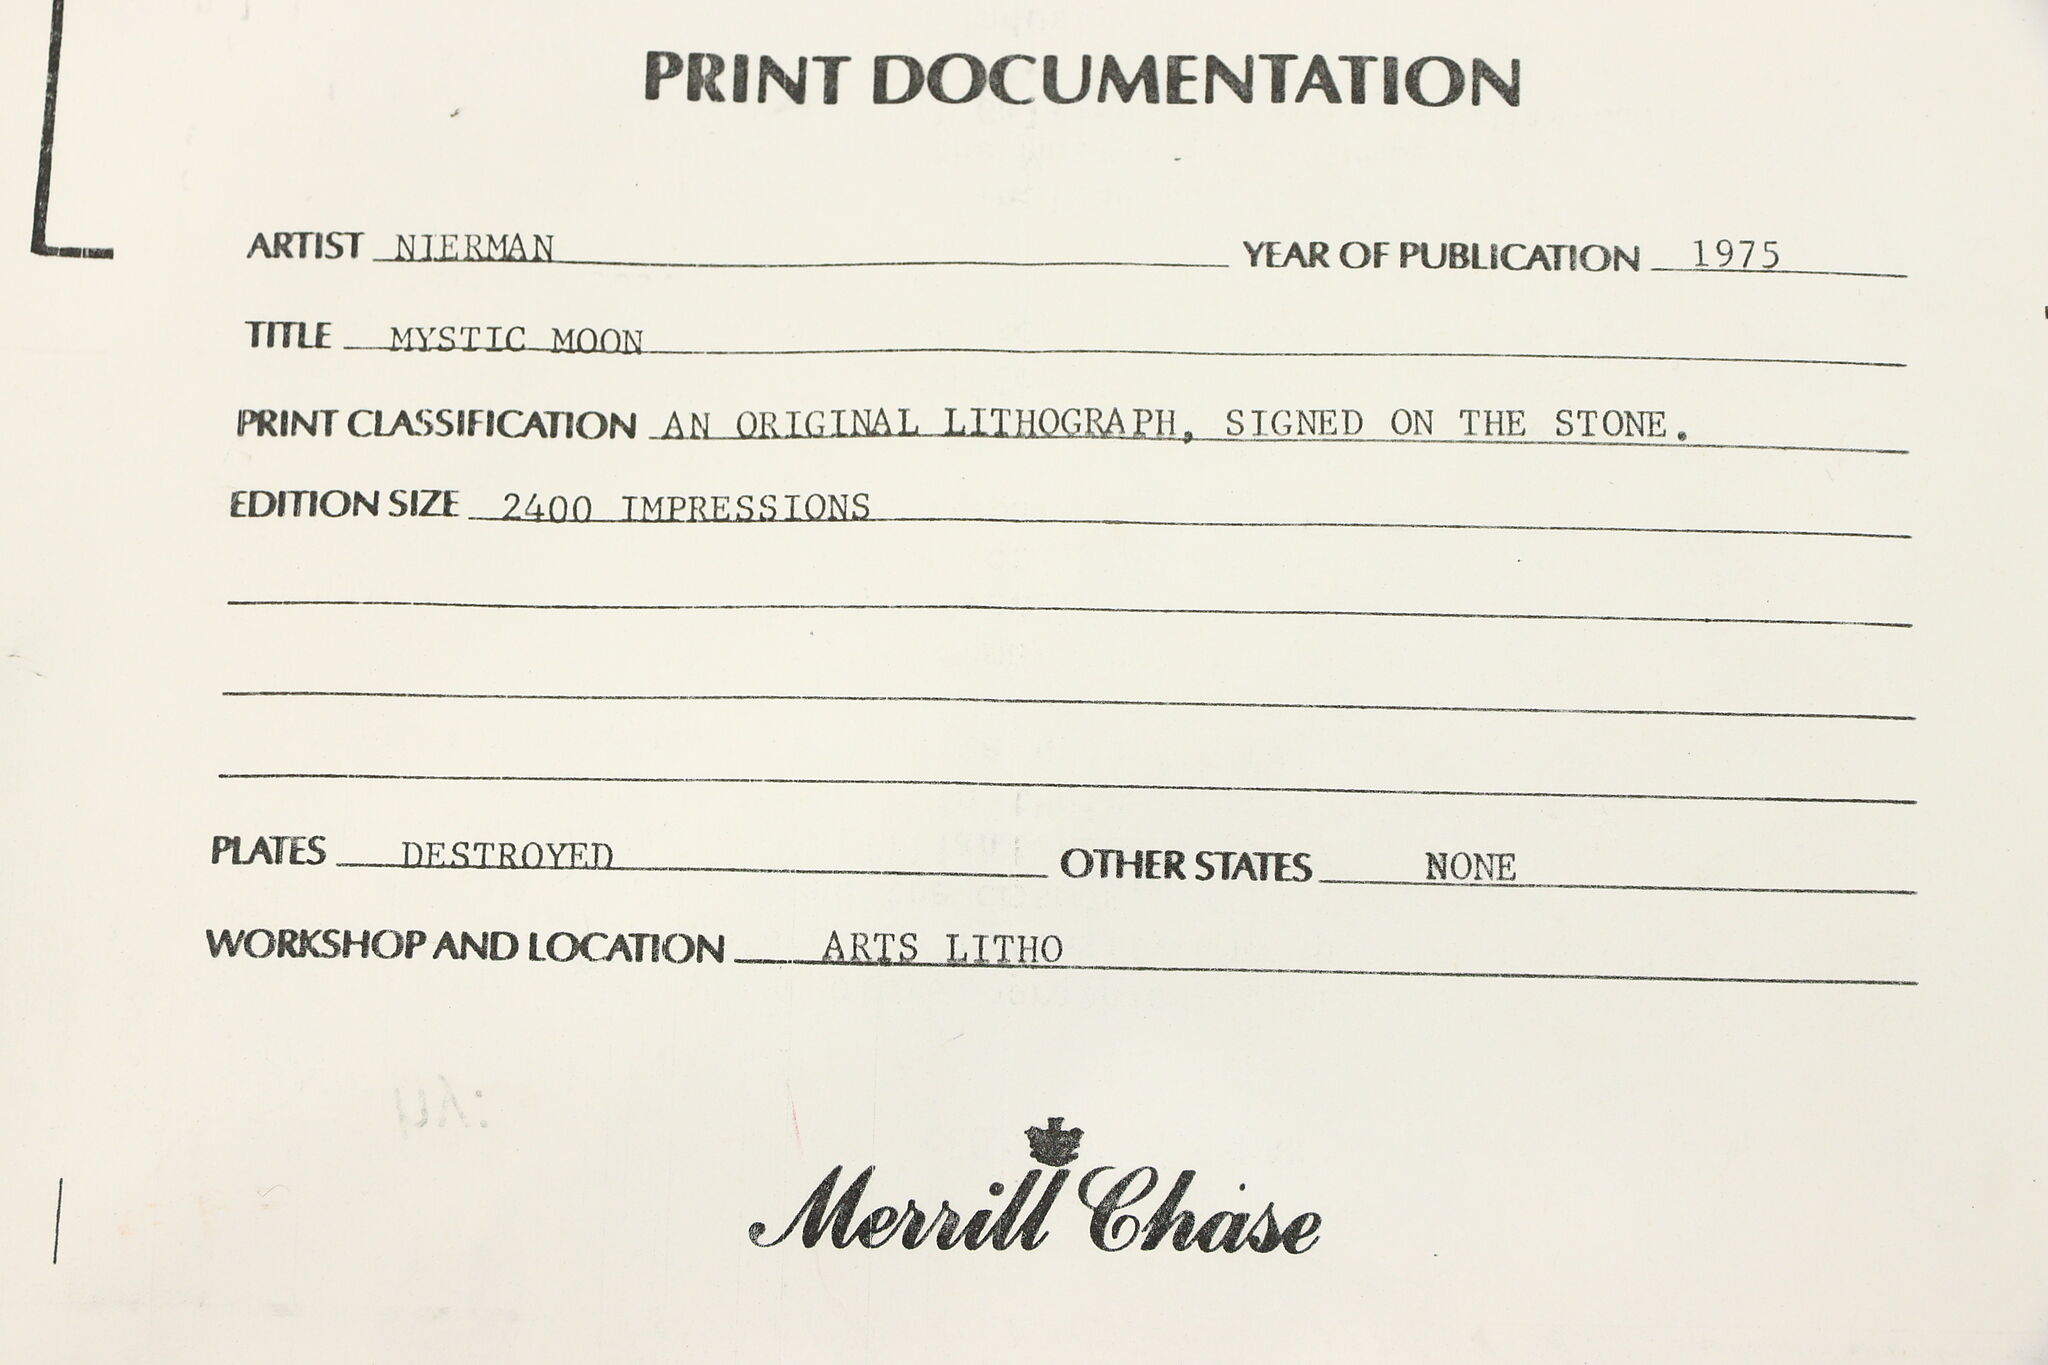 PRINT DOCUMENTATION
ARTIST NIERMAN YEAR OF PUBLICATION 1975
TITLE MYSTIC MOON
PRINT CLASSIFICATION AN ORIGINAL LITHOGRAPH, SIGNED ON THE STONE.
EDITION SIZE 2400 IMPRESSIONS
PLATES DESTROYED OTHER STATES NONE
WORKSHOP AND LOCATION ARTS LITHO
Merrill Chase